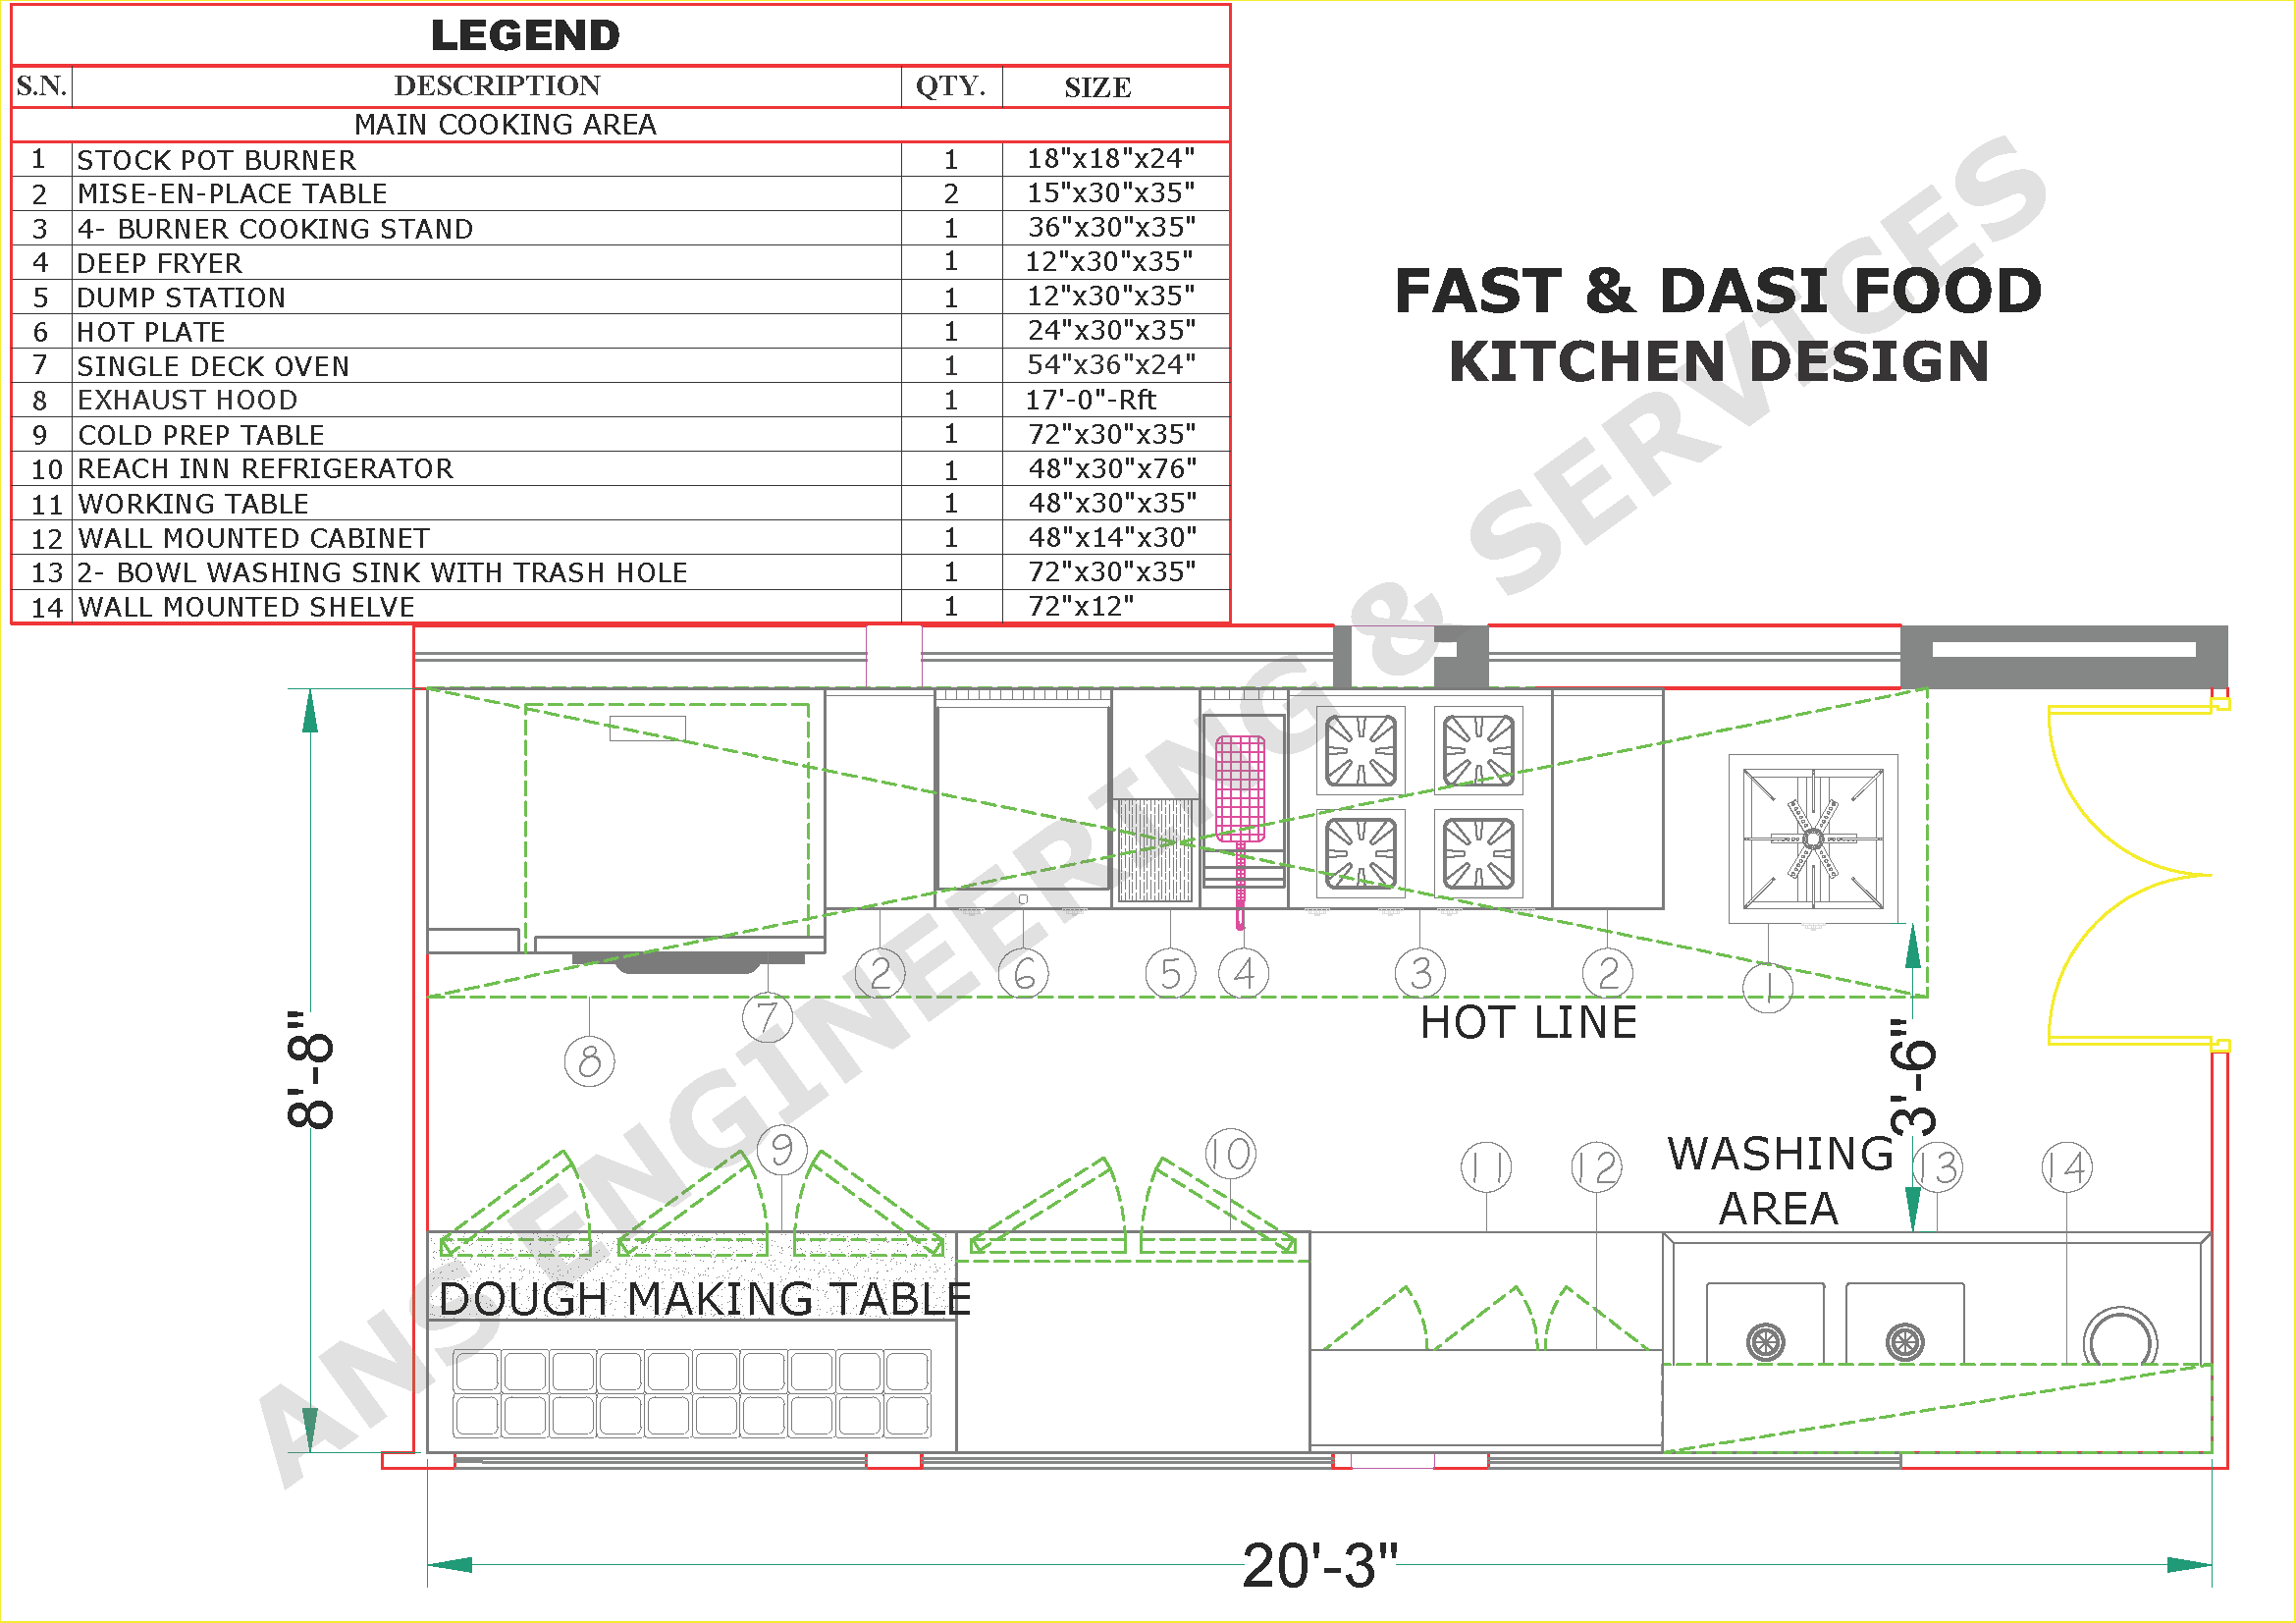 LEGEND
S.N. DESCRIPTION QTY. SIZE
MAIN COOKING AREA
1 STOCK POT BURNER 1 18"x18"x24"
2 MISE-EN-PLACE TABLE 2 15"x30"x35"
3 4- BURNER COOKING STAND 1 36"x30"x35"
4 DEEP FRYER 1 12"x30"x35"
5 DUMP STATION 1 12"x30"x35"
6 HOT PLATE 1 24"x30"x35"
7 SINGLE DECK OVEN 1 54"x36"x24"
8 EXHAUST HOOD 1 17'-0"-Rft
9 COLD PREP TABLE 1 72"x30"x35"
10 REACH INN REFRIGERATOR 1 48"x30"x76"
11 WORKING TABLE 1 48"x30"x35"
12 WALL MOUNTED CABINET 1 48"x14"x30"
13 2- BOWL WASHING SINK WITH TRASH HOLE 1 72"x30"x35"
14 WALL MOUNTED SHELVE 1 72"x12"
FAST & DASI FOOD
KITCHEN DESIGN
ANS ENGINEERING & SERVICES
2 6 5 4 3 2 1
7
8
HOT LINE
8'-8"
3'-6"
9 10 11 12 13 14
WASHING
AREA
DOUGH MAKING TABLE
20'-3"